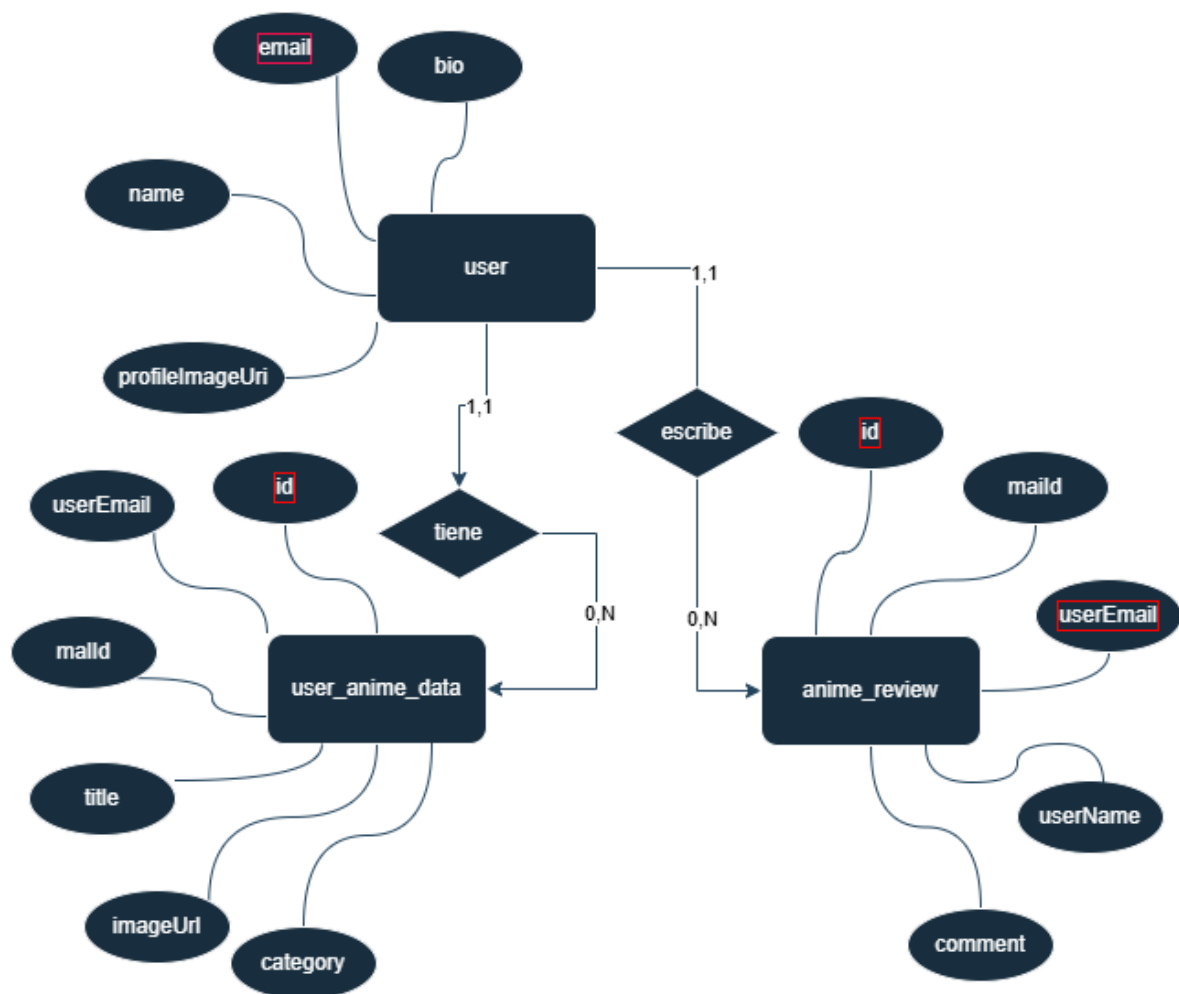 email
bio
name
user
1,1
profileImageUri
1,1
escribe
id
id
userEmail
maiId
tiene
0,N
0,N
userEmail
malId
user_anime_data
anime_review
title
userName
imageUrl
category
comment